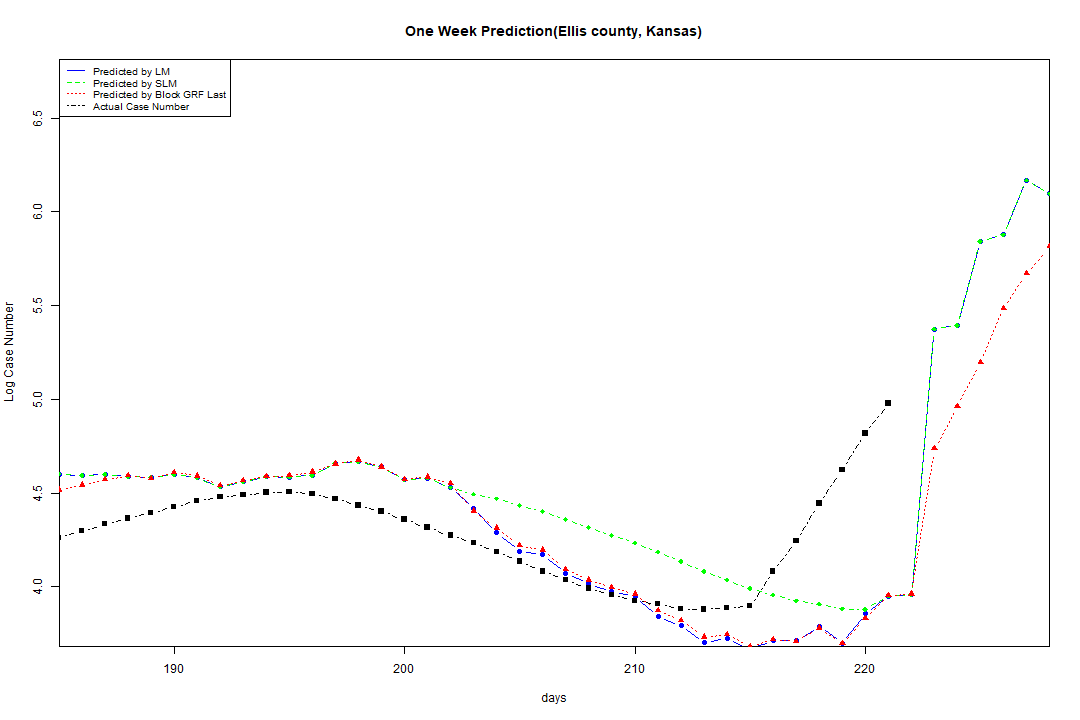 One Week Prediction(Ellis county, Kansas)
Predicted by LM
Predicted by SLM
Predicted by Block GRF Last
Actual Case Number
6.5
6.0
5.5
5.0
4.5
4.0
Log Case Number
190 200 210 220
days